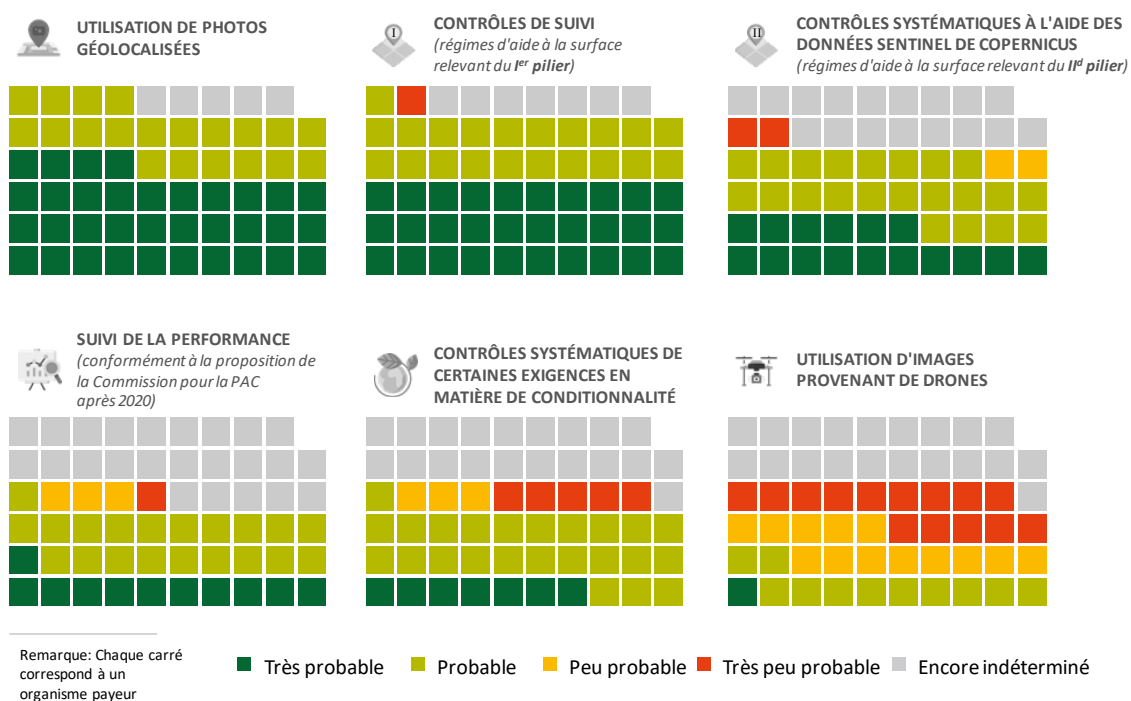 UTILISATION DE PHOTOS
GÉOLOCALISÉES
CONTRÔLES DE SUIVI
(régimes d'aide à la surface
relevant du Ier pilier)
CONTRÔLES SYSTÉMATIQUES À L'AIDE DES
DONNÉES SENTINEL DE COPERNICUS
(régimes d'aide à la surface relevant du IId pilier)
I
II
SUIVI DE LA PERFORMANCE
(conformément à la proposition de
la Commission pour la PAC
après 2020)
CONTRÔLES SYSTÉMATIQUES DE
CERTAINES EXIGENCES EN
MATIÈRE DE CONDITIONNALITÉ
UTILISATION D'IMAGES
PROVENANT DE DRONES
Remarque: Chaque carré
correspond à un
organisme payeur
Très probable
Probable
Peu probable
Très peu probable
Encore indéterminé